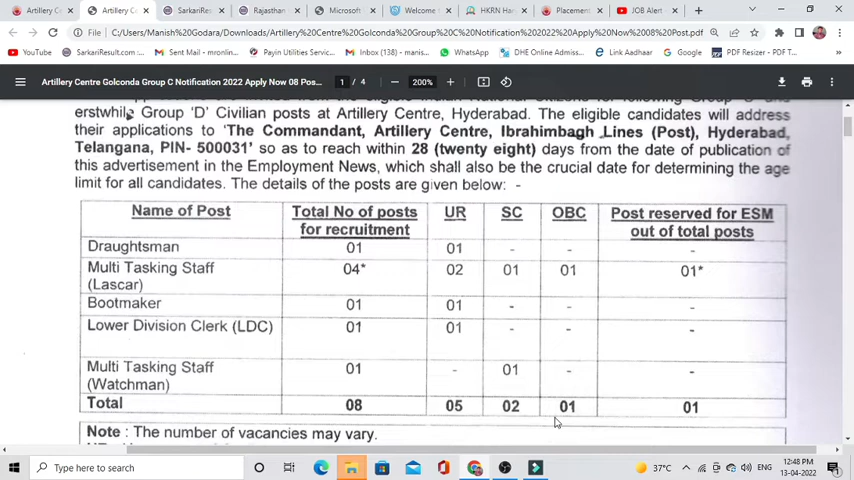 Artillery Cen
Artillery Cen
SarkariResul
Rajasthan
Microsoft
Welcome
HKRN Ha
Placement
JOB Alert
C:/Users/Manish%20Godara/Downloads/Artillery%20Centre%20Golconda%20Group%20C%20Notification%202022%20Apply%20Now%2008%20Post.pdf
YouTube
SarkariResult.com:...
Sent Mail - mronlin...
Payin Utility Servic...
Inbox (138) - manis...
WhatsApp
DHE Online Admiss...
Link Aadhaar
Google
PDF Resizer - PDF T...
PDF
Artillery Centre Golconda Group C Notification 2022 Apply Now 08 Pos...
1 / 4
200%
erstwhile Group 'D' Civilian posts at Artillery Centre, Hyderabad. The eligible candidates will address
their applications to 'The Commandant, Artillery Centre, Ibrahimbagh Lines (Post), Hyderabad,
Telangana, PIN- 500031' so as to reach within 28 (twenty eight) days from the date of publication of
this advertisement in the Employment News, which shall also be the crucial date for determining the age
limit for all candidates. The details of the posts are given below: -
Name of Post Total No of posts for recruitment UR SC OBC Post reserved for ESM out of total posts
Draughtsman 01 01 - - -
Multi Tasking Staff (Lascar) 04* 02 01 01 01*
Bootmaker 01 01 - - -
Lower Division Clerk (LDC) 01 01 - - -
Multi Tasking Staff (Watchman) 01 - 01 - -
Total 08 05 02 01 01
Note : The number of vacancies may vary.
Type here to search
37°C
ENG
12:48 PM
13-04-2022